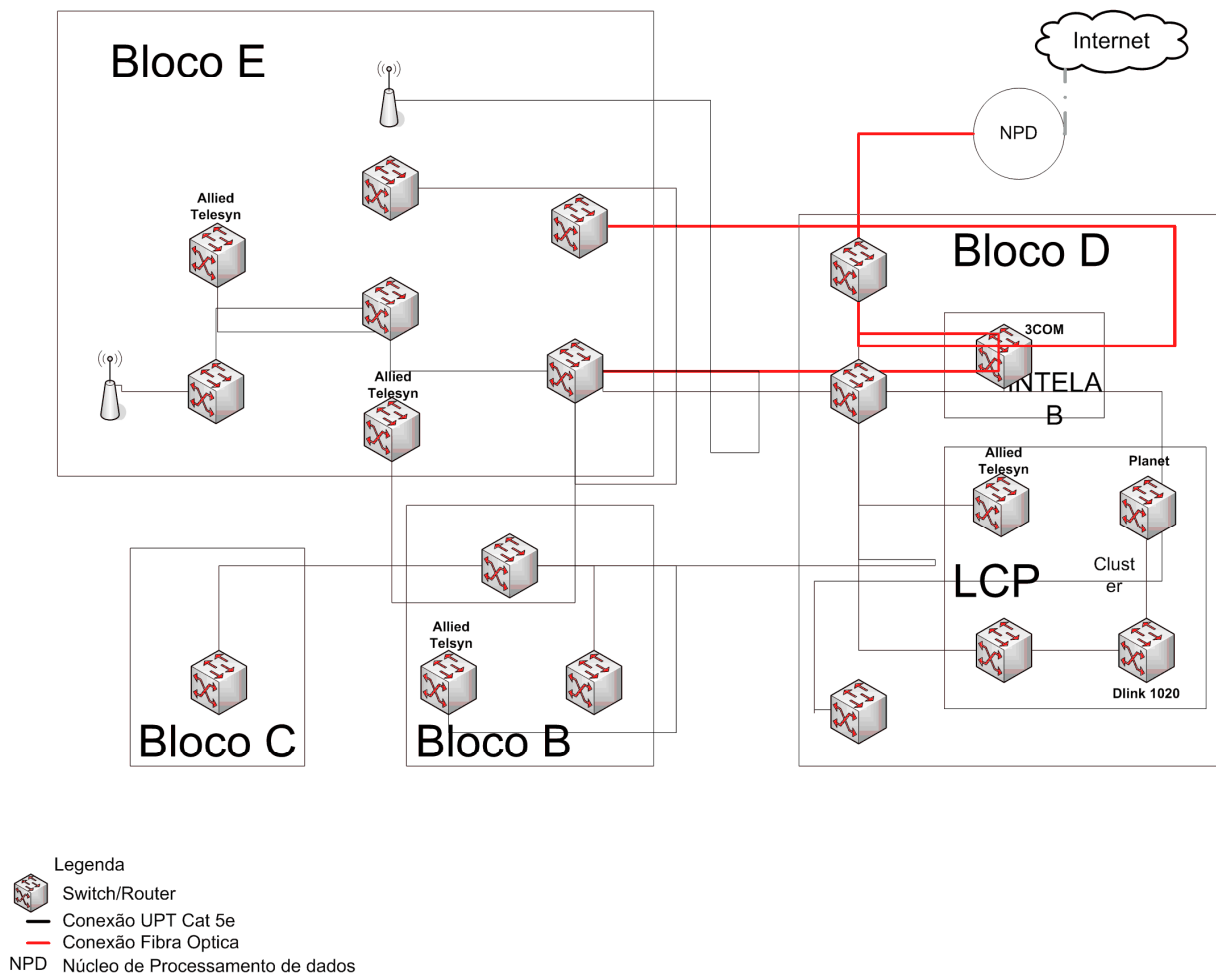 Internet
Bloco E
NPD
Allied
Telesyn
Bloco D
3COM
INTELA
B
Allied
Telesyn
Allied
Telesyn
Planet
LCP
Clust
er
Allied
Telsyn
Dlink 1020
Bloco C
Bloco B
Legenda
Switch/Router
Conexão UPT Cat 5e
Conexão Fibra Optica
NPD Núcleo de Processamento de dados